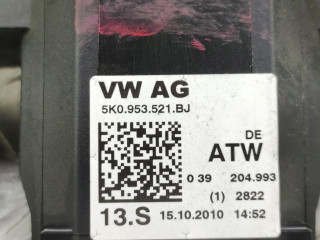 VW AG
5K0.953.521.BJ
DE
ATW
0 39 204.993
(1) 2822
13.S 15.10.2010 14:52